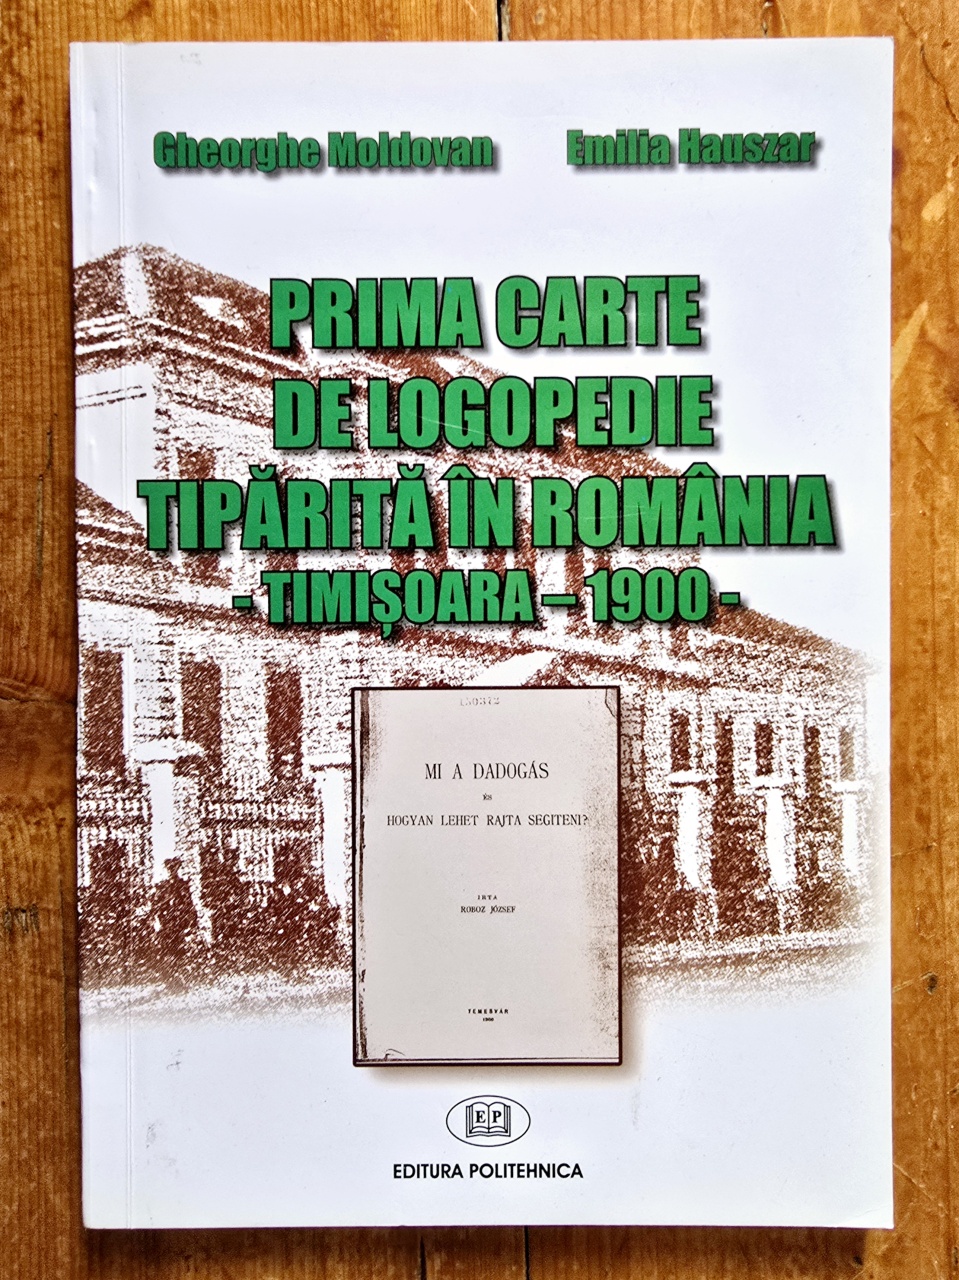 Gheorghe Moldovan Emilia Hauszar
PRIMA CARTE
DE LOGOPEDIE
TIPĂRITĂ ÎN ROMÂNIA
- TIMIȘOARA – 1900 -
130372
MI A DADOGÁS
ÉS
HOGYAN LEHET RAJTA SEGITENI?
IRTA
ROBOZ JÓZSEF
TEMESVÁR
1900
E P
EDITURA POLITEHNICA